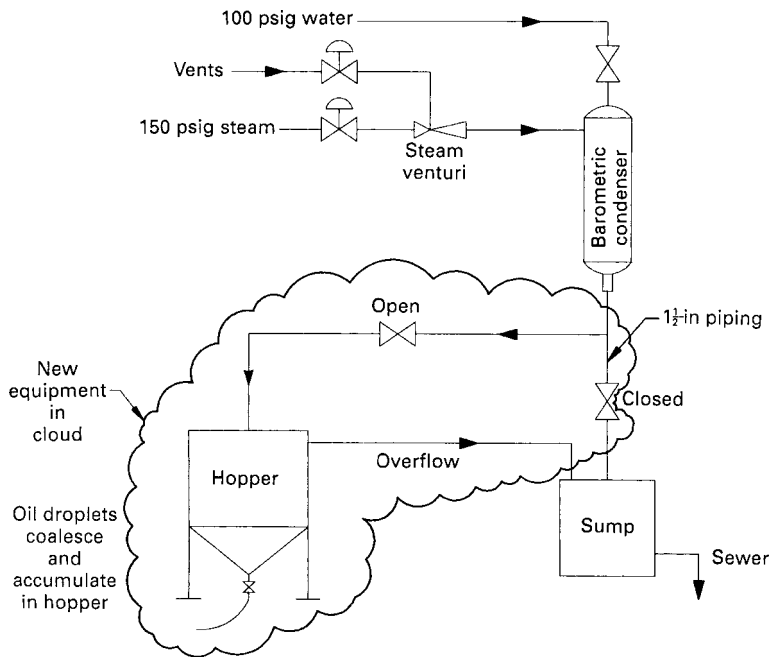 100 psig water
Vents
150 psig steam
Steam
venturi
Barometric
condenser
Open
1½-in piping
New
equipment
in
cloud
Closed
Overflow
Hopper
Oil droplets
coalesce
and
accumulate
in hopper
Sump
Sewer